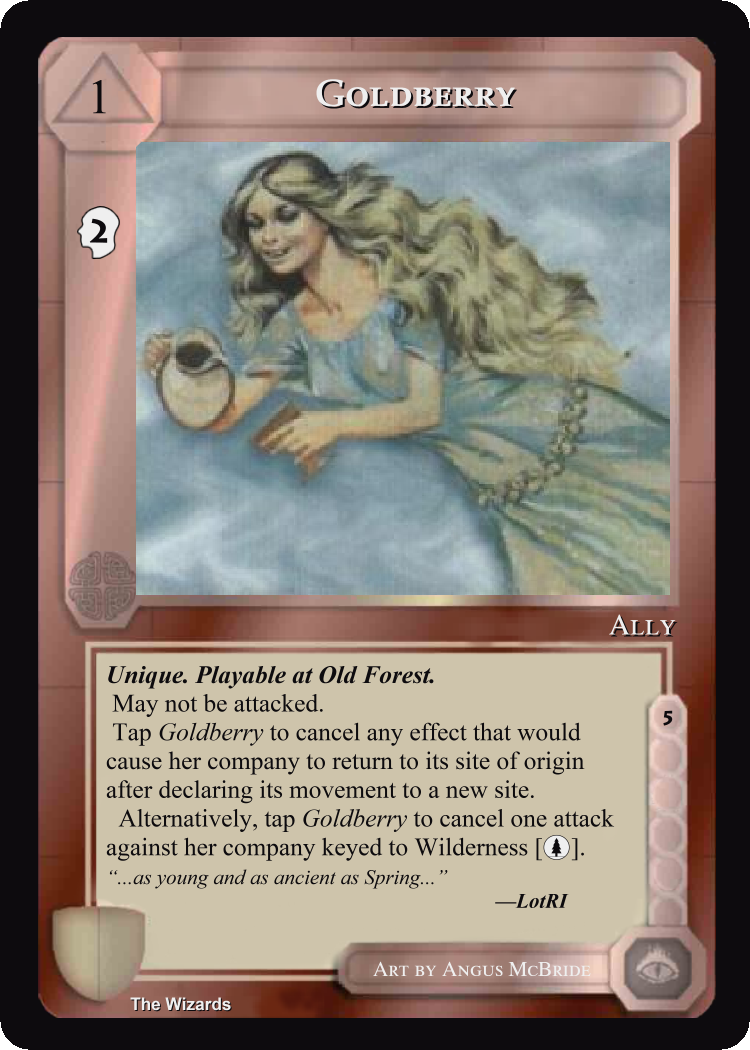 1
Goldberry
2
Ally
Unique. Playable at Old Forest.
May not be attacked.
Tap Goldberry to cancel any effect that would
cause her company to return to its site of origin
after declaring its movement to a new site.
Alternatively, tap Goldberry to cancel one attack
against her company keyed to Wilderness [ ].
“...as young and as ancient as Spring...”
—LotRI
5
Art by Angus McBride
The Wizards